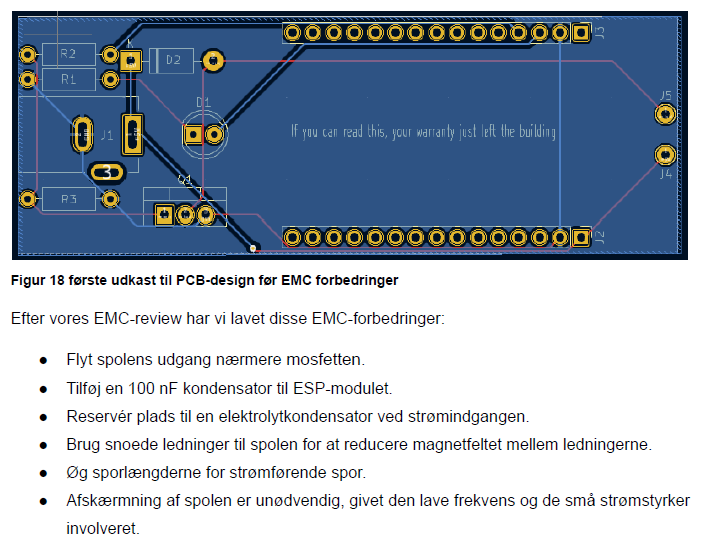 R2
K
D2
J3
R1
D1
J5
J1
If you can read this, your warranty just left the building
3
J4
Q1
R3
J2
Figur 18 første udkast til PCB-design før EMC forbedringer
Efter vores EMC-review har vi lavet disse EMC-forbedringer:
● Flyt spolens udgang nærmere mosfetten.
● Tilføj en 100 nF kondensator til ESP-modulet.
● Reservér plads til en elektrolytkondensator ved strømindgangen.
● Brug snoede ledninger til spolen for at reducere magnetfeltet mellem ledningerne.
● Øg sporlængderne for strømførende spor.
● Afskærmning af spolen er unødvendig, givet den lave frekvens og de små strømstyrker
involveret.